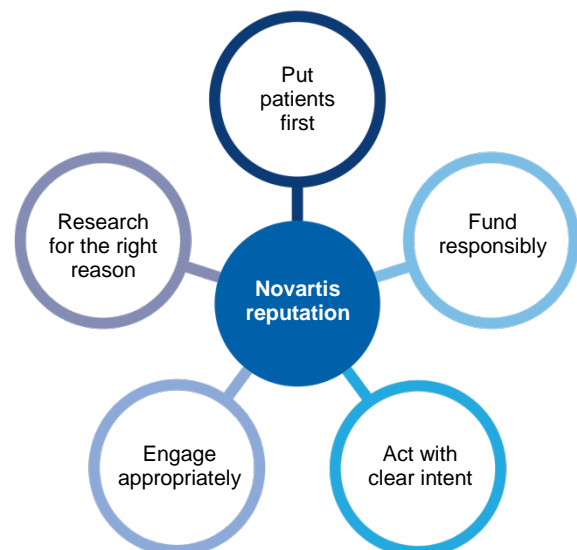 Put
patients
first
Fund
responsibly
Act with
clear intent
Engage
appropriately
Research
for the right
reason
Novartis
reputation